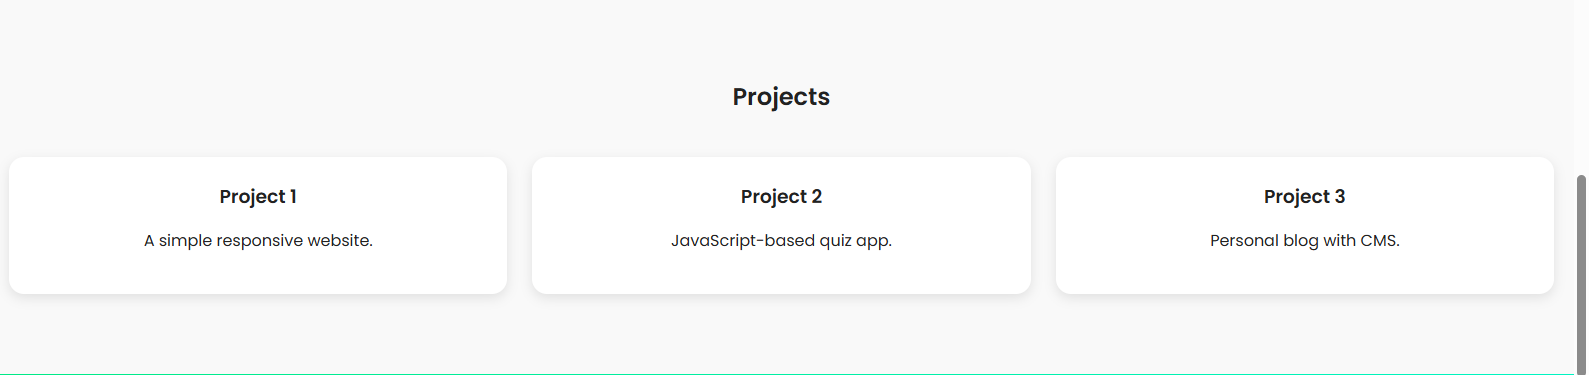 Projects
Project 1
A simple responsive website.
Project 2
JavaScript-based quiz app.
Project 3
Personal blog with CMS.